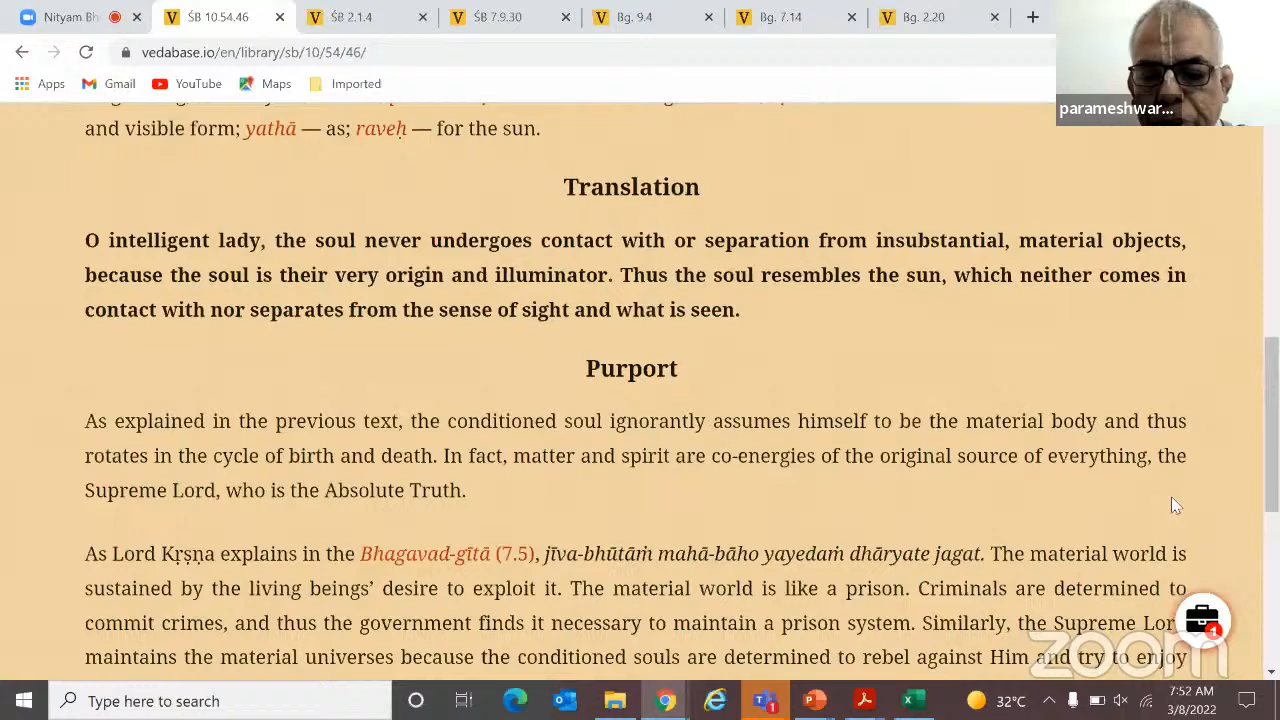 Nityam Bh
ŚB 10.54.46
ŚB 2.1.4
ŚB 7.9.30
Bg. 9.4
Bg. 7.14
Bg. 2.20
vedabase.io/en/library/sb/10/54/46/
Apps
Gmail
YouTube
Maps
Imported
parameshwar...
and visible form; yathā — as; raveḥ — for the sun.
Translation
O intelligent lady, the soul never undergoes contact with or separation from insubstantial, material objects,
because the soul is their very origin and illuminator. Thus the soul resembles the sun, which neither comes in
contact with nor separates from the sense of sight and what is seen.
Purport
As explained in the previous text, the conditioned soul ignorantly assumes himself to be the material body and thus
rotates in the cycle of birth and death. In fact, matter and spirit are co-energies of the original source of everything, the
Supreme Lord, who is the Absolute Truth.
As Lord Kṛṣṇa explains in the Bhagavad-gītā (7.5), jīva-bhūtāṁ mahā-bāho yayedaṁ dhāryate jagat. The material world is
sustained by the living beings’ desire to exploit it. The material world is like a prison. Criminals are determined to
commit crimes, and thus the government finds it necessary to maintain a prison system. Similarly, the Supreme Lor
maintains the material universes because the conditioned souls are determined to rebel against Him and try to enjoy
1
zoom
Type here to search
1
32°C
7:52 AM
3/8/2022